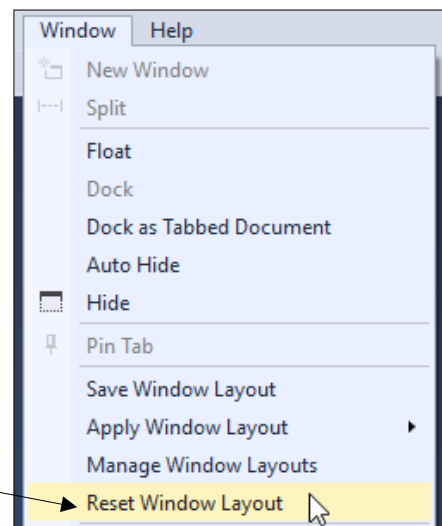 Window Help
New Window
Split
Float
Dock
Dock as Tabbed Document
Auto Hide
Hide
Pin Tab
Save Window Layout
Apply Window Layout
Manage Window Layouts
Reset Window Layout